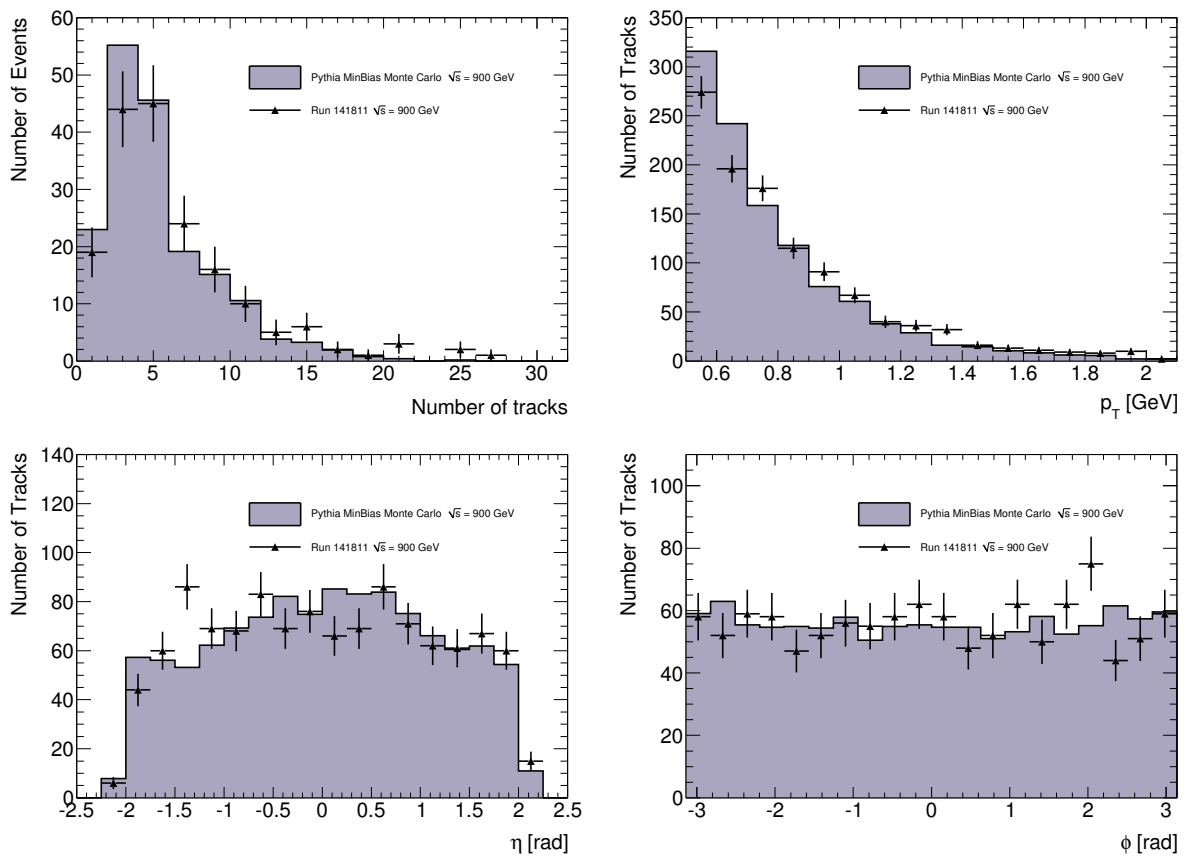 Number of Events
60
50
40
30
20
10
0
Pythia MinBias Monte Carlo √s = 900 GeV
Run 141811 √s = 900 GeV
0 5 10 15 20 25 30
Number of tracks
Number of Tracks
350
300
250
200
150
100
50
0
Pythia MinBias Monte Carlo √s = 900 GeV
Run 141811 √s = 900 GeV
0.6 0.8 1 1.2 1.4 1.6 1.8 2
p_T [GeV]
Number of Tracks
140
120
100
80
60
40
20
0
Pythia MinBias Monte Carlo √s = 900 GeV
Run 141811 √s = 900 GeV
-2.5 -2 -1.5 -1 -0.5 0 0.5 1 1.5 2 2.5
η [rad]
Number of Tracks
100
80
60
40
20
0
Pythia MinBias Monte Carlo √s = 900 GeV
Run 141811 √s = 900 GeV
-3 -2 -1 0 1 2 3
ϕ [rad]